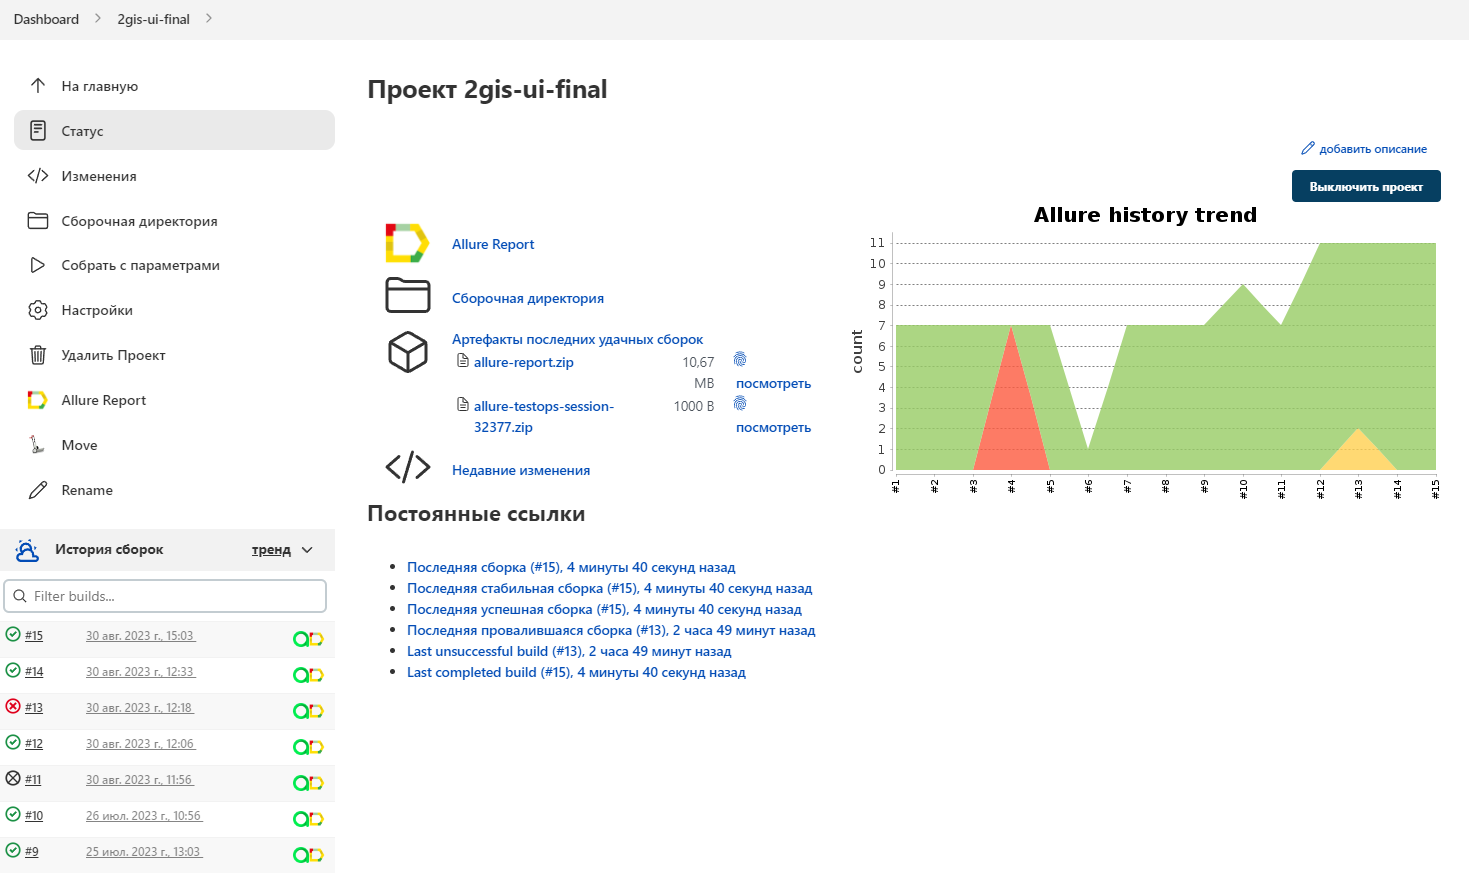 Dashboard
2gis-ui-final
На главную
Статус
Изменения
Сборочная директория
Собрать с параметрами
Настройки
Удалить Проект
Allure Report
Move
Rename
История сборок
тренд
Filter builds...
#15 30 авг. 2023 г., 15:03
#14 30 авг. 2023 г., 12:33
#13 30 авг. 2023 г., 12:18
#12 30 авг. 2023 г., 12:06
#11 30 авг. 2023 г., 11:56
#10 26 июл. 2023 г., 10:56
#9 25 июл. 2023 г., 13:03
Проект 2gis-ui-final
добавить описание
Выключить проект
Allure Report
Сборочная директория
Артефакты последних удачных сборок
allure-report.zip 10,67
MB посмотреть
allure-testops-session- 1000 B
32377.zip посмотреть
Недавние изменения
Allure history trend
count
11
10
9
8
7
6
5
4
3
2
1
0
#1 #2 #3 #4 #5 #6 #7 #8 #9 #10 #11 #12 #13 #14 #15
Постоянные ссылки
Последняя сборка (#15), 4 минуты 40 секунд назад
Последняя стабильная сборка (#15), 4 минуты 40 секунд назад
Последняя успешная сборка (#15), 4 минуты 40 секунд назад
Последняя провалившаяся сборка (#13), 2 часа 49 минут назад
Last unsuccessful build (#13), 2 часа 49 минут назад
Last completed build (#15), 4 минуты 40 секунд назад